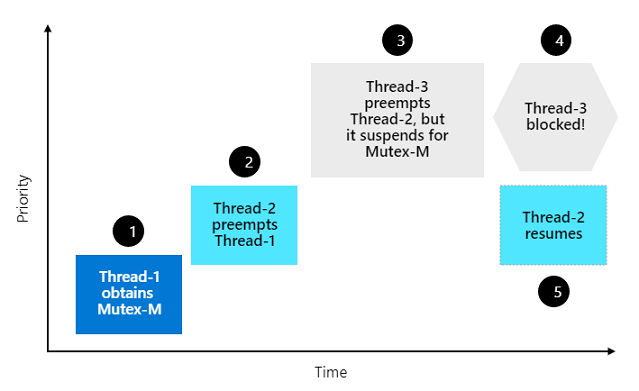 1
Thread-1
obtains
Mutex-M
2
Thread-2
preempts
Thread-1
3
Thread-3
preempts
Thread-2, but
it suspends for
Mutex-M
4
Thread-3
blocked!
Thread-2
resumes
5
Priority
Time